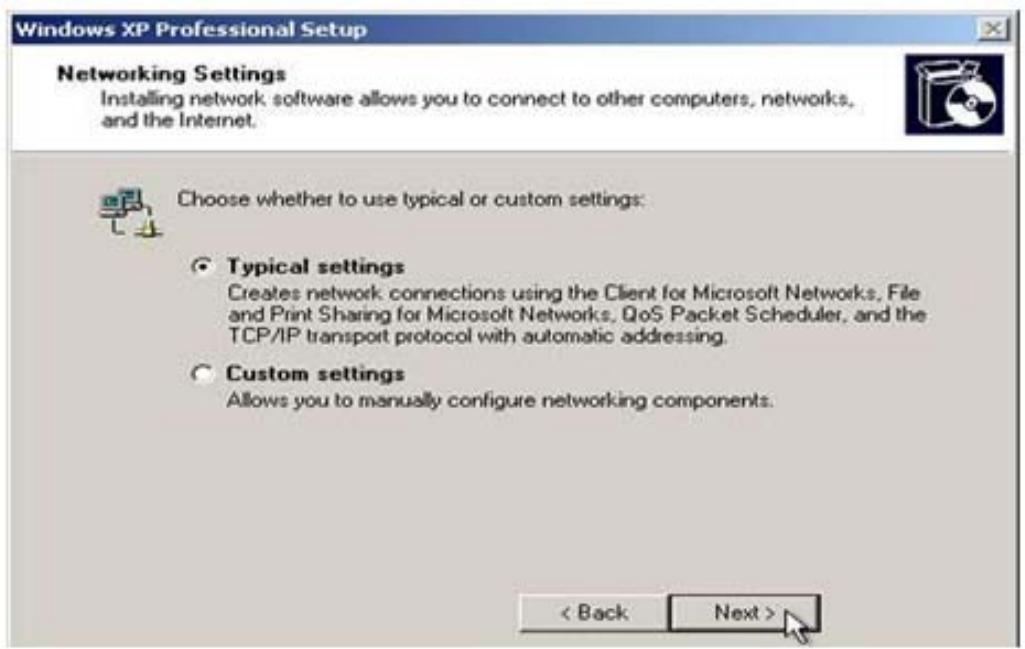 Windows XP Professional Setup
Networking Settings
Installing network software allows you to connect to other computers, networks,
and the Internet.
Choose whether to use typical or custom settings:
Typical settings
Creates network connections using the Client for Microsoft Networks, File
and Print Sharing for Microsoft Networks, QoS Packet Scheduler, and the
TCP/IP transport protocol with automatic addressing.
Custom settings
Allows you to manually configure networking components.
< Back
Next >